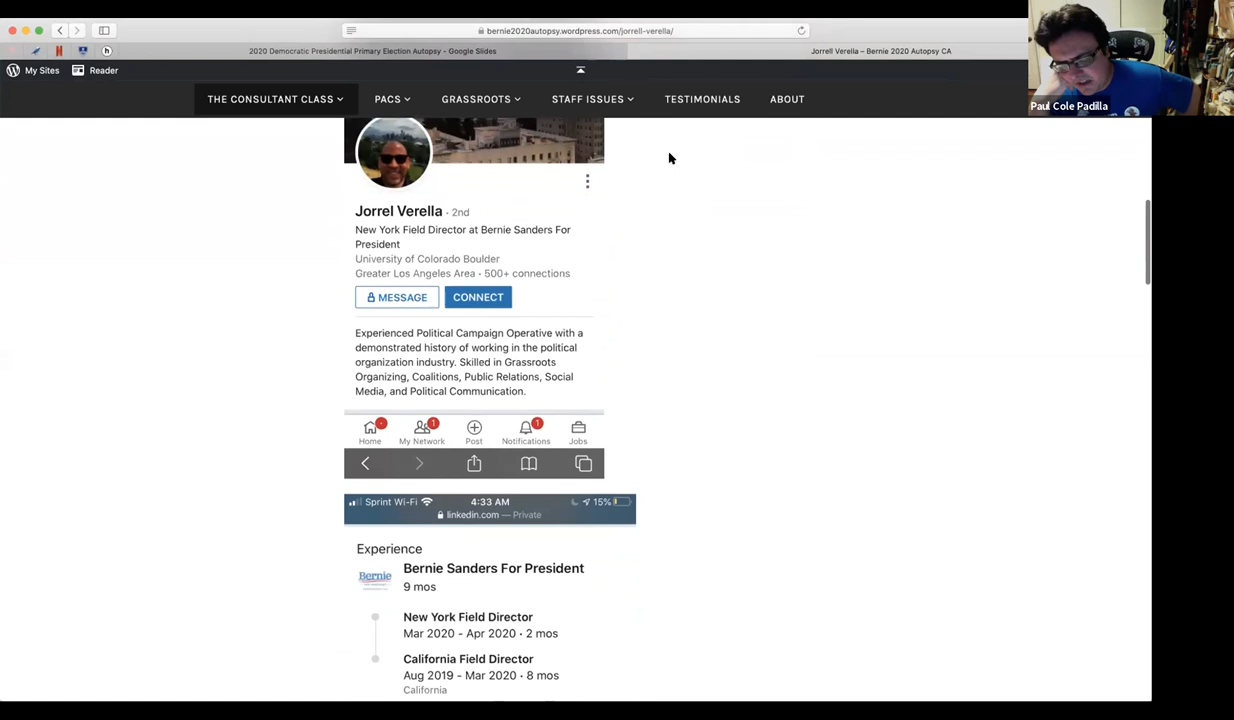 bernie2020autopsy.wordpress.com/jorrell-verella/
2020 Democratic Presidential Primary Election Autopsy - Google Slides
Jorrell Verella – Bernie 2020 Autopsy CA
My Sites
Reader
THE CONSULTANT CLASS
PACS
GRASSROOTS
STAFF ISSUES
TESTIMONIALS
ABOUT
Paul Cole Padilla
Jorrel Verella · 2nd
New York Field Director at Bernie Sanders For
President
University of Colorado Boulder
Greater Los Angeles Area · 500+ connections
MESSAGE
CONNECT
Experienced Political Campaign Operative with a
demonstrated history of working in the political
organization industry. Skilled in Grassroots
Organizing, Coalitions, Public Relations, Social
Media, and Political Communication.
1
1
Home
My Network
Post
Notifications
Jobs
Sprint Wi-Fi
4:33 AM
15%
linkedin.com — Private
Experience
Bernie
Bernie Sanders For President
9 mos
New York Field Director
Mar 2020 - Apr 2020 · 2 mos
California Field Director
Aug 2019 - Mar 2020 · 8 mos
California